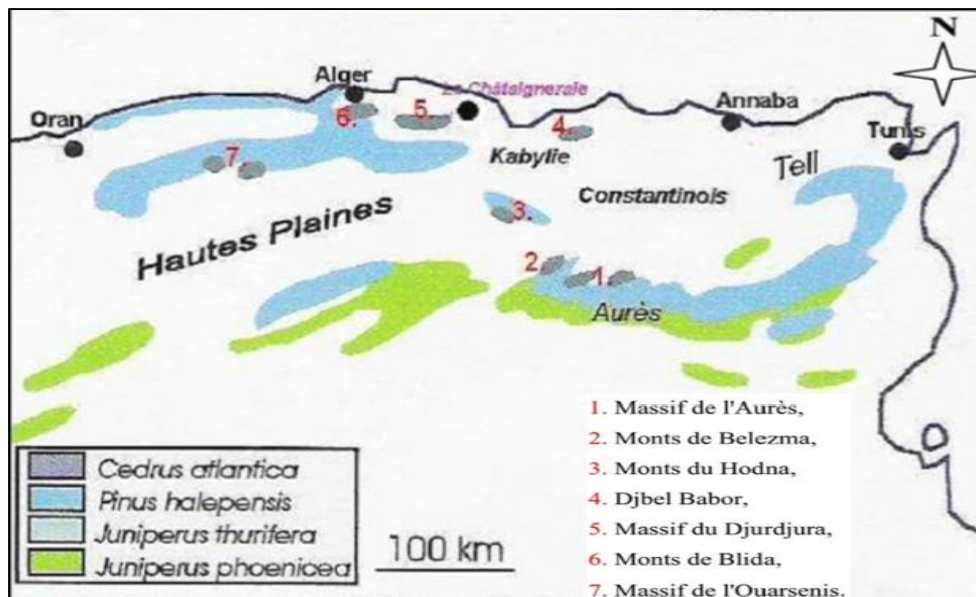 N
Alger
La Châtaigneraie
Oran
Annaba
Tunis
6.
5.
4.
7.
Kabylie
Tell
Constantinois
3.
Hautes Plaines
2
1.
Aurès
1. Massif de l'Aurès,
2. Monts de Belezma,
3. Monts du Hodna,
4. Djbel Babor,
5. Massif du Djurdjura,
6. Monts de Blida,
7. Massif de l'Ouarsenis.
Cedrus atlantica
Pinus halepensis
Juniperus thurifera
Juniperus phoenicea
100 km